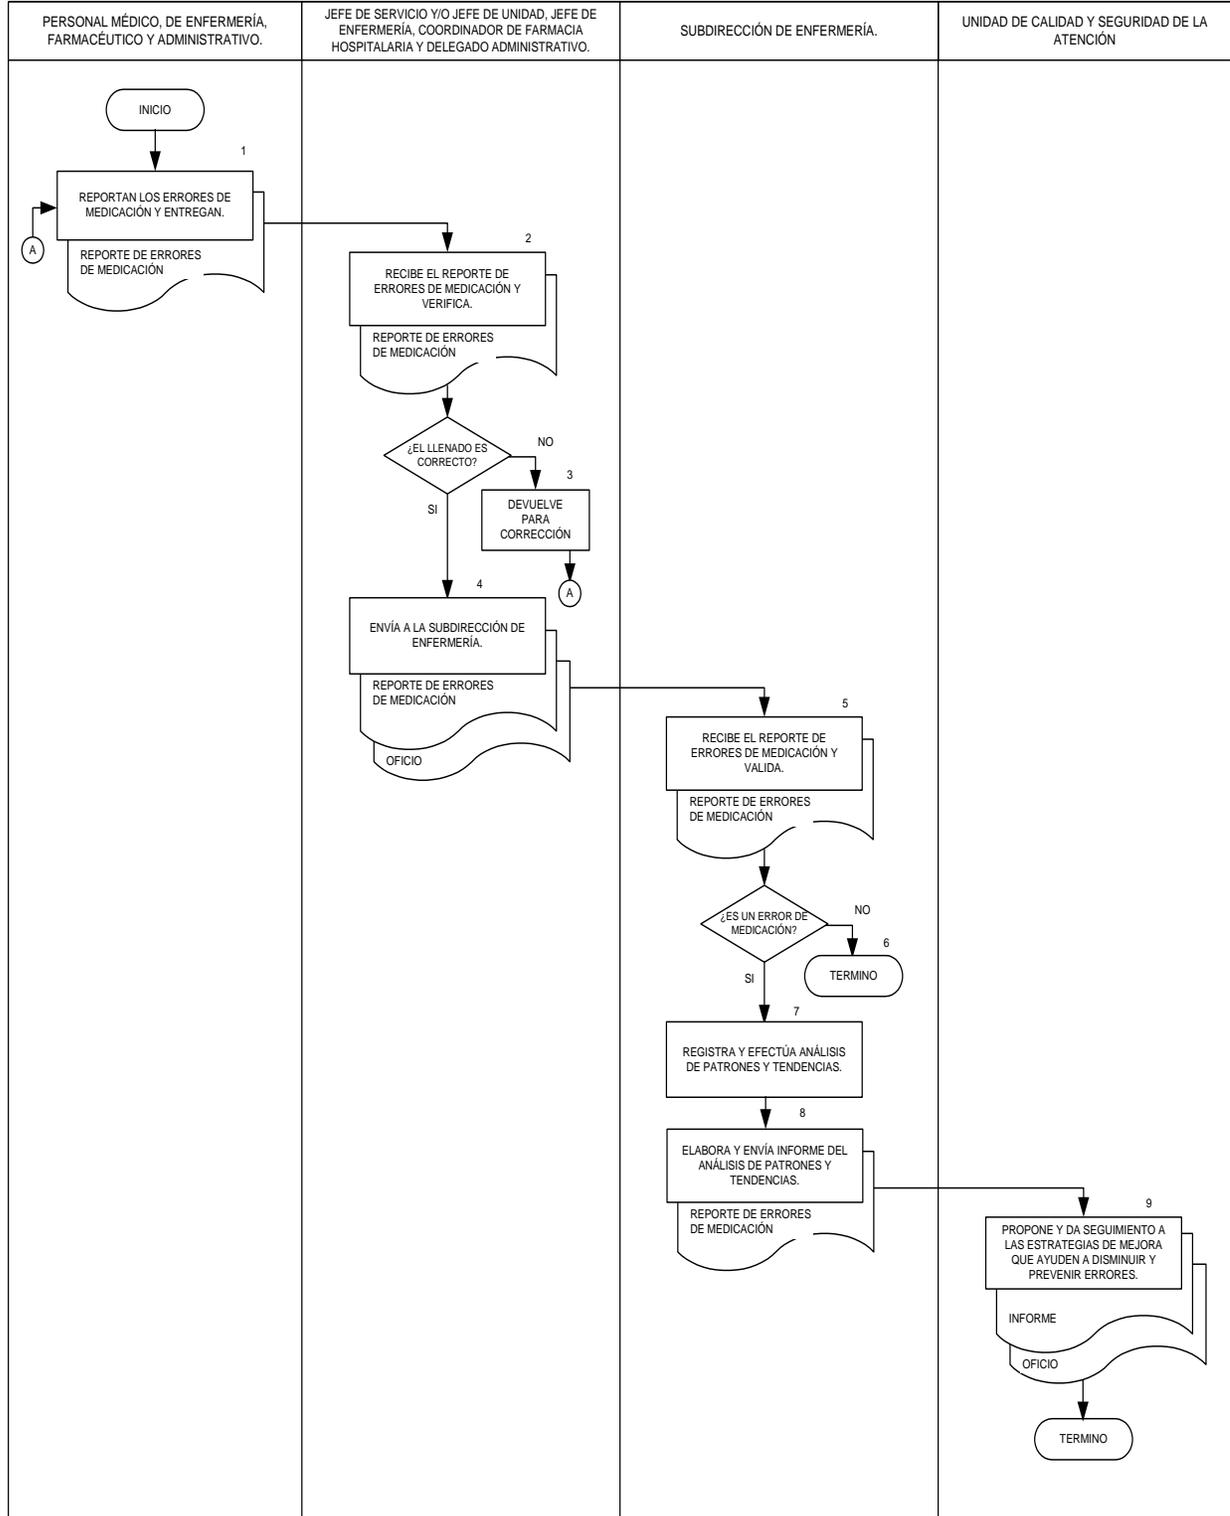 PERSONAL MÉDICO, DE ENFERMERÍA,
FARMACÉUTICO Y ADMINISTRATIVO.
JEFE DE SERVICIO Y/O JEFE DE UNIDAD, JEFE DE
ENFERMERÍA, COORDINADOR DE FARMACIA
HOSPITALARIA Y DELEGADO ADMINISTRATIVO.
SUBDIRECCIÓN DE ENFERMERÍA.
UNIDAD DE CALIDAD Y SEGURIDAD DE LA
ATENCIÓN
INICIO
1
REPORTAN LOS ERRORES DE
MEDICACIÓN Y ENTREGAN.
A
REPORTE DE ERRORES
DE MEDICACIÓN
2
RECIBE EL REPORTE DE
ERRORES DE MEDICACIÓN Y
VERIFICA.
REPORTE DE ERRORES
DE MEDICACIÓN
¿EL LLENADO ES
CORRECTO?
NO
SI
3
DEVUELVE
PARA
CORRECCIÓN
A
4
ENVÍA A LA SUBDIRECCIÓN DE
ENFERMERÍA.
REPORTE DE ERRORES
DE MEDICACIÓN
OFICIO
5
RECIBE EL REPORTE DE
ERRORES DE MEDICACIÓN Y
VALIDA.
REPORTE DE ERRORES
DE MEDICACIÓN
¿ES UN ERROR DE
MEDICACIÓN?
NO
6
TERMINO
SI
7
REGISTRA Y EFECTÚA ANÁLISIS
DE PATRONES Y TENDENCIAS.
8
ELABORA Y ENVÍA INFORME DEL
ANÁLISIS DE PATRONES Y
TENDENCIAS.
REPORTE DE ERRORES
DE MEDICACIÓN
9
PROPONE Y DA SEGUIMIENTO A
LAS ESTRATEGIAS DE MEJORA
QUE AYUDEN A DISMINUIR Y
PREVENIR ERRORES.
INFORME
OFICIO
TERMINO